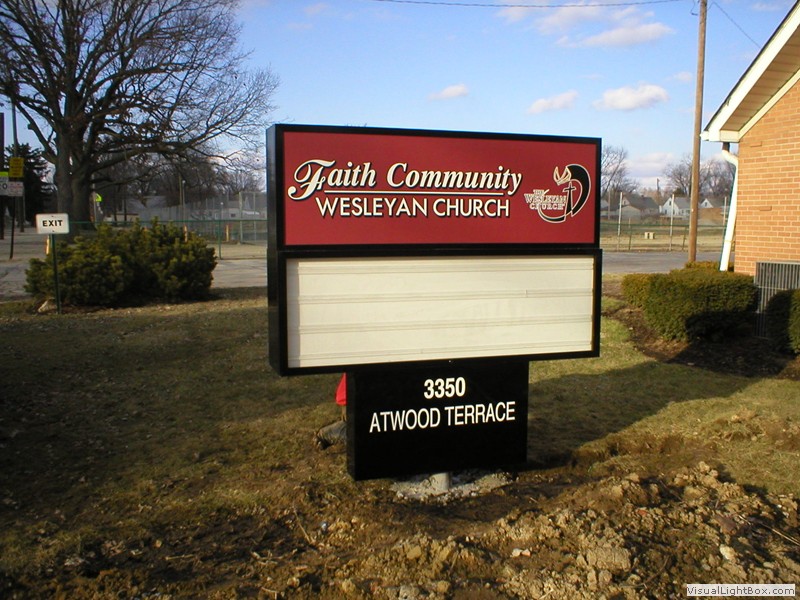 Faith Community
WESLEYAN CHURCH
THE
WESLEYAN
CHURCH
3350
ATWOOD TERRACE
EXIT
VisualLightBox.com